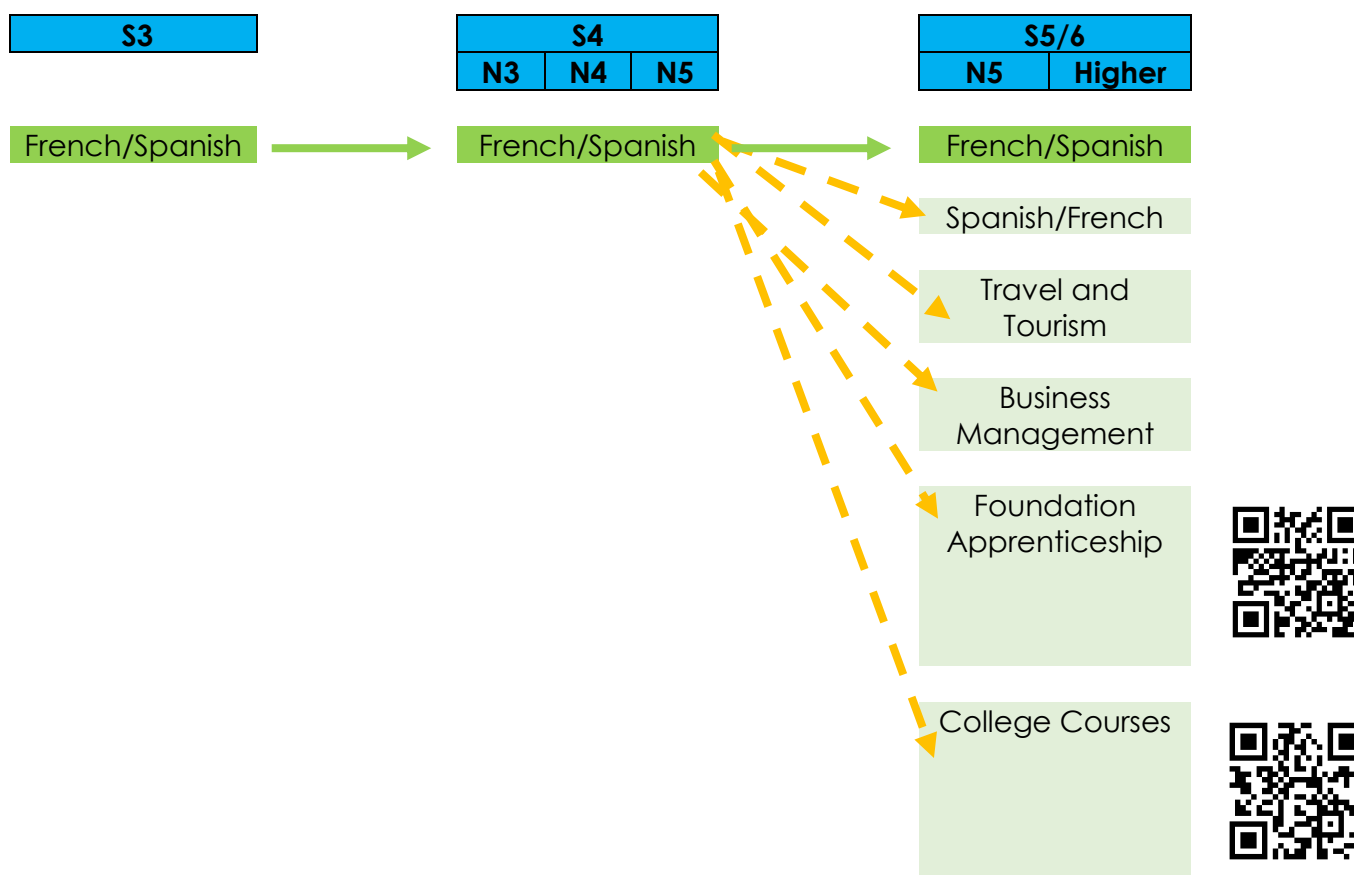 S3 S4 S5/6
N3 N4 N5 N5 Higher
French/Spanish French/Spanish French/Spanish
Spanish/French
Travel and
Tourism
Business
Management
Foundation
Apprenticeship
College Courses